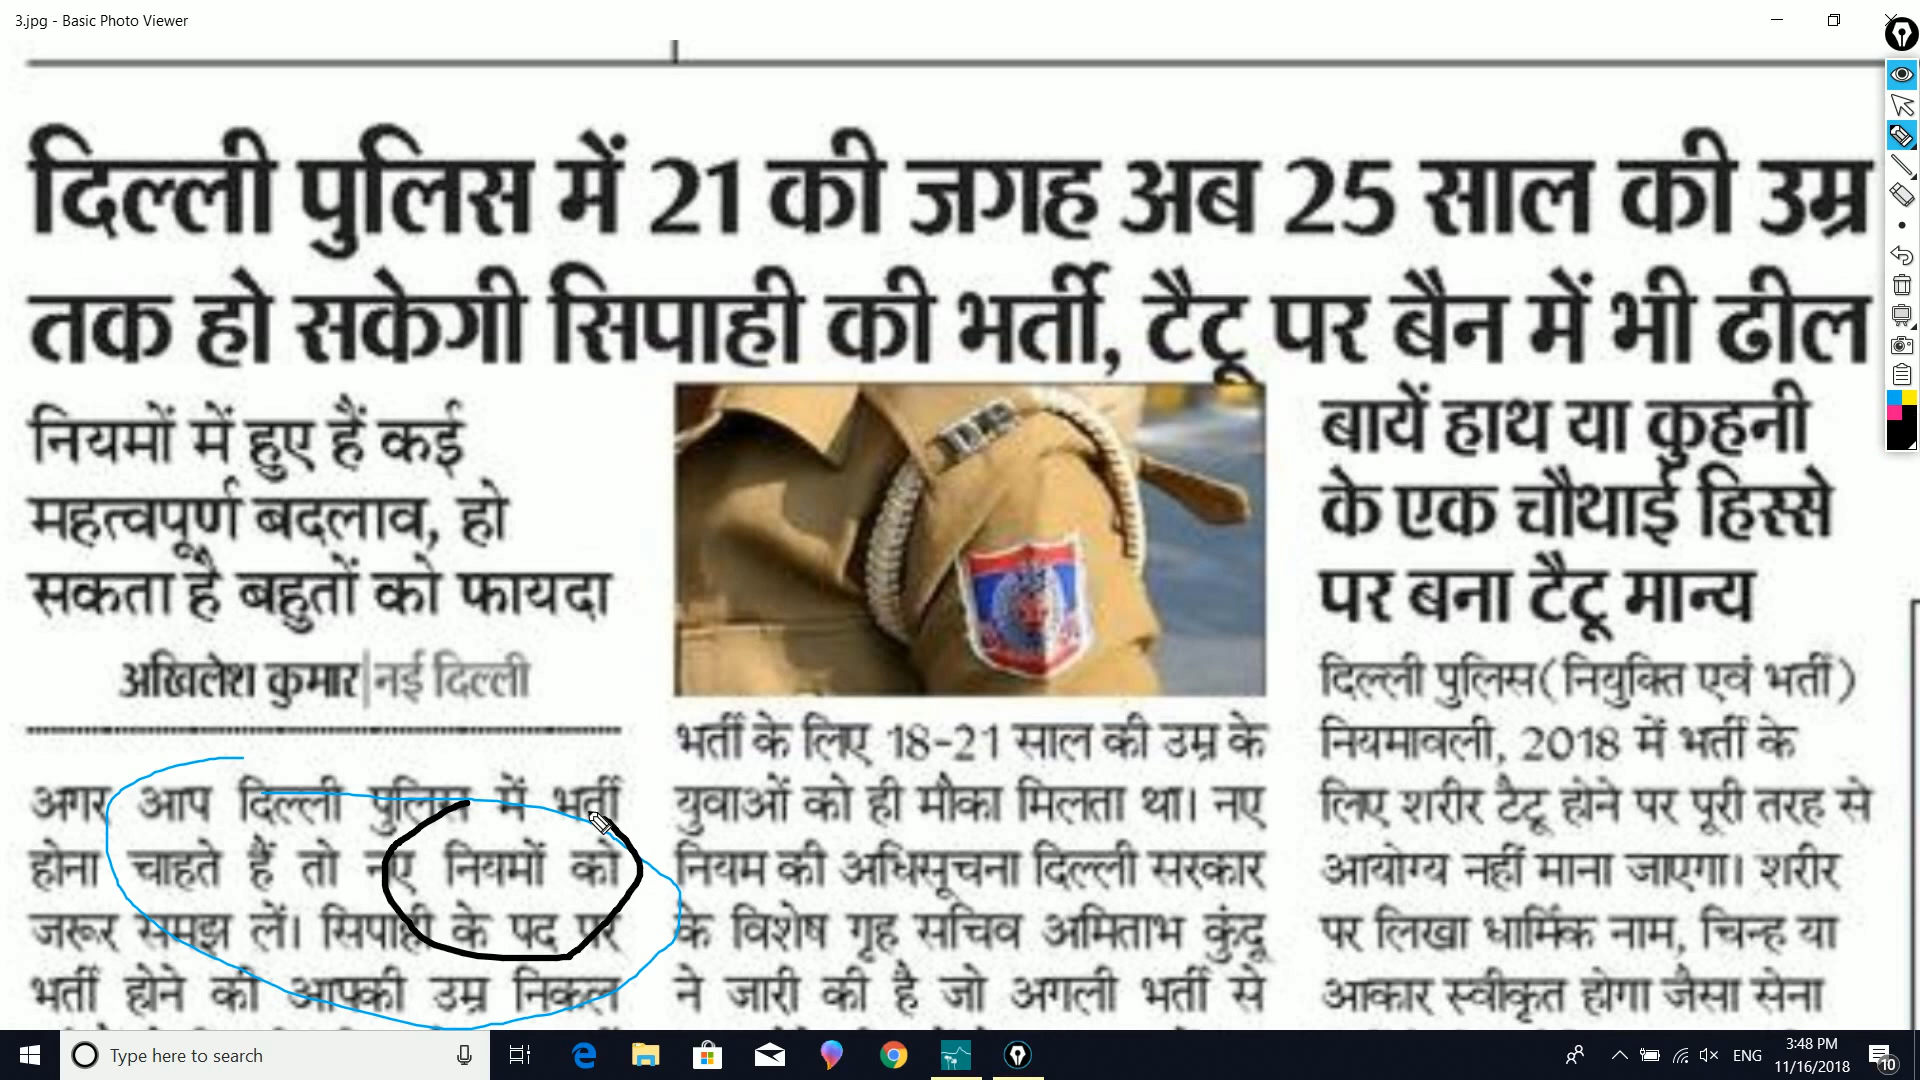 3.jpg - Basic Photo Viewer
दिल्ली पुलिस में 21 की जगह अब 25 साल की उम्र
तक हो सकेगी सिपाही की भर्ती, टैटू पर बैन में भी ढील
नियमों में हुए हैं कई
महत्वपूर्ण बदलाव, हो
सकता है बहुतों को फायदा
अखिलेश कुमार|नई दिल्ली
अगर आप दिल्ली पुलिस में भर्ती
होना चाहते हैं तो नए नियमों को
जरूर समझ लें। सिपाही के पद पर
भर्ती होने की आपकी उम्र निकल
भर्ती के लिए 18-21 साल की उम्र के
युवाओं को ही मौका मिलता था। नए
नियम की अधिसूचना दिल्ली सरकार
के विशेष गृह सचिव अमिताभ कुंदू
ने जारी की है जो अगली भर्ती से
बायें हाथ या कुहनी
के एक चौथाई हिस्से
पर बना टैटू मान्य
दिल्ली पुलिस(नियुक्ति एवं भर्ती)
नियमावली, 2018 में भर्ती के
लिए शरीर टैटू होने पर पूरी तरह से
आयोग्य नहीं माना जाएगा। शरीर
पर लिखा धार्मिक नाम, चिन्ह या
आकार स्वीकृत होगा जैसा सेना
Type here to search
ENG
3:48 PM
11/16/2018
10